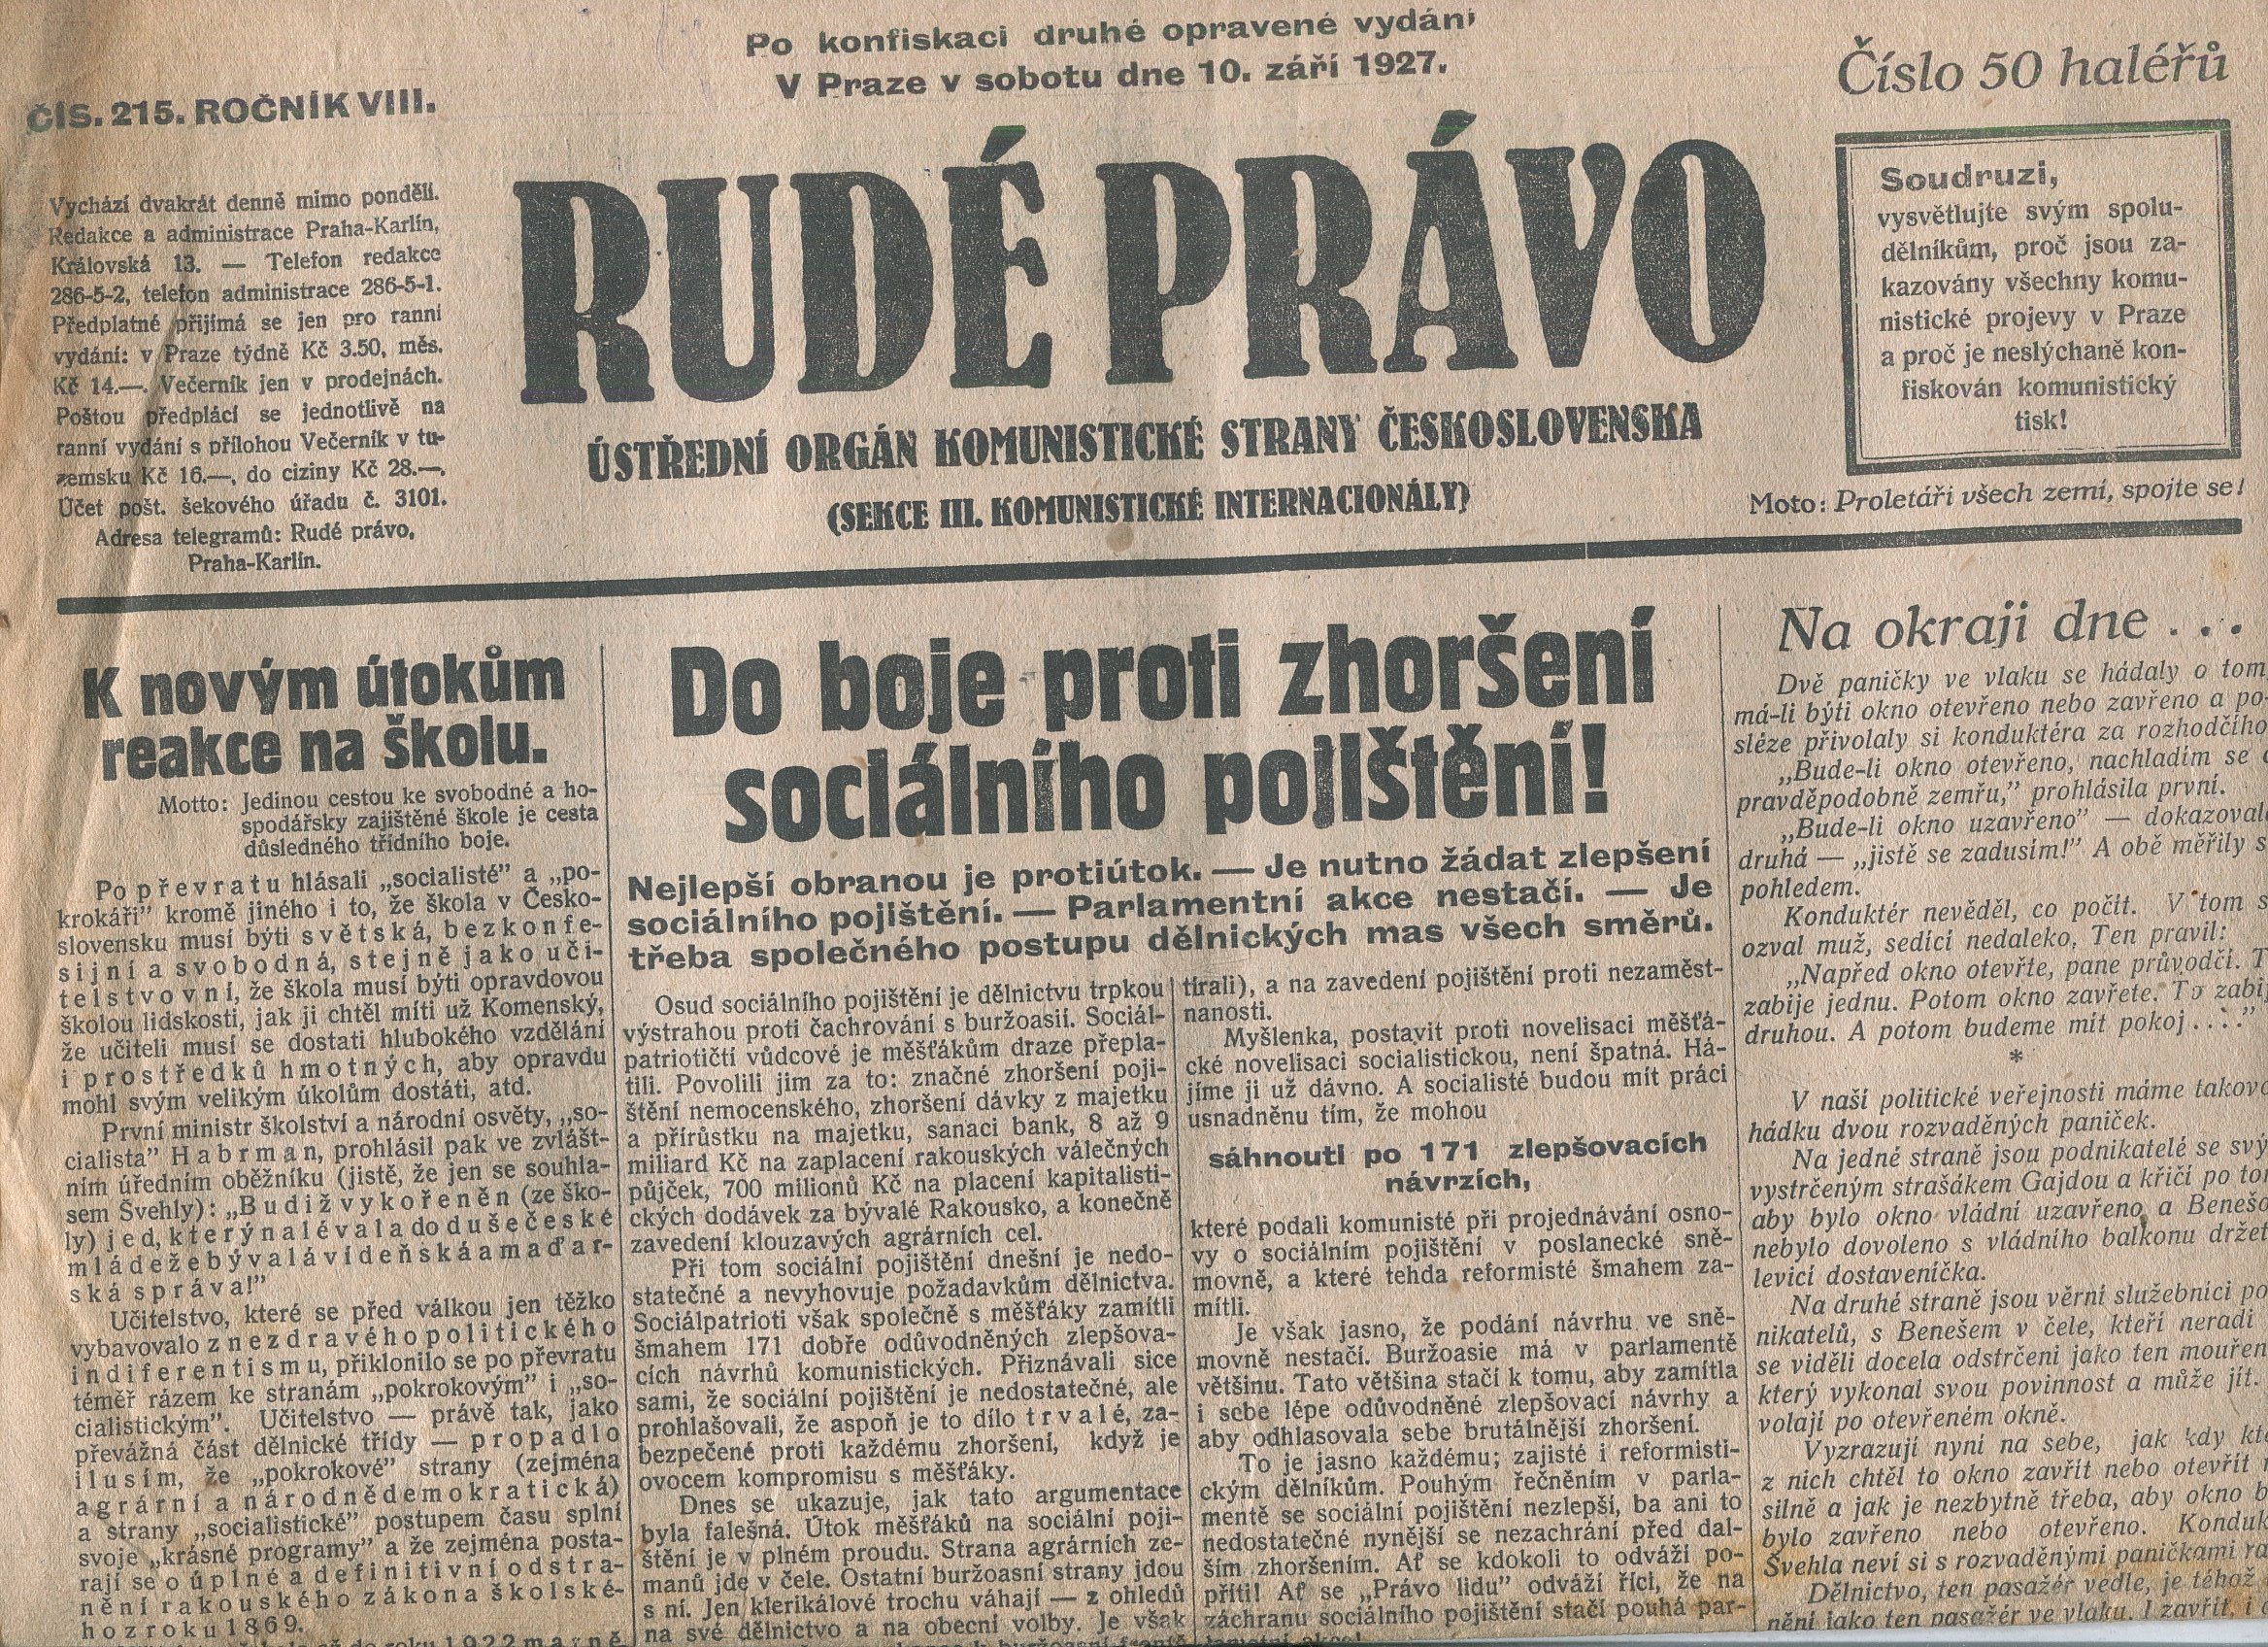 Po konfiskaci druhé opravené vydání
V Praze v sobotu dne 10. září 1927.
Číslo 50 haléřů
ČÍS. 215. ROČNÍK VIII.
Vychází dvakrát denně mimo pondělí.
Redakce a administrace Praha-Karlín,
Královská 13. — Telefon redakce
286-5-2, telefon administrace 286-5-1.
Předplatné přijímá se jen pro ranní
vydání: v Praze týdně Kč 3.50, měs.
Kč 14.—. Večerník jen v prodejnách.
Poštou předplácí se jednotlivě na
ranní vydání s přílohou Večerník v tu-
zemsku Kč 16.—, do ciziny Kč 28.—.
Účet pošt. šekového úřadu č. 3101.
Adresa telegramů: Rudé právo,
Praha-Karlín.
RUDÉ PRÁVO
ÚSTŘEDNÍ ORGÁN KOMUNISTICKÉ STRANY ČESKOSLOVENSKA
(SEKCE III. KOMUNISTICKÉ INTERNACIONÁLY)
Soudruzi,
vysvětlujte svým spolu-
dělníkům, proč jsou za-
kazovány všechny komu-
nistické projevy v Praze
a proč je neslýchaně kon-
fiskován komunistický
tisk!
Moto: Proletáři všech zemí, spojte se!
K novým útokům
reakce na školu.
Motto: Jedinou cestou ke svobodné a ho-
spodářsky zajištěné škole je cesta
důsledného třídního boje.
Po převratu hlásali „socialisté” a „po-
krokáři” kromě jiného i to, že škola v Česko-
slovensku musí býti světská, bezkonfe-
sijní a svobodná, stejně jako uči-
telstvo vní, že škola musí býti opravdovou
školou lidskosti, jak ji chtěl míti už Komenský,
že učiteli musí se dostati hlubokého vzdělání
i prostředků hmotných, aby opravdu
mohl svým velikým úkolům dostáti, atd.
První ministr školství a národní osvěty, „so-
cialista” Habrman, prohlásil pak ve zvlášt-
ním úředním oběžníku (jistě, že jen se souhla-
sem Švehly): „Budiž vykořeněn (ze ško-
ly) jed, který nalévala do duše české
mládeže bývalá vídeňská a maďar-
ská správa!”
Učitelstvo, které se před válkou jen těžko
vybavovalo z nezdravého politického
indiferentismu, přiklonilo se po převratu
téměř rázem ke stranám „pokrokovým” i „so-
cialistickým”. Učitelstvo — právě tak, jako
převážná část dělnické třídy — propadlo
ilusím, že „pokrokové” strany (zejména
agrární a národnědemokratická)
a strany „socialistické” postupem času splní
svoje „krásné programy” a že zejména posta-
rají se o úplné a definitivní odstra-
nění rakouského zákona školské-
ho z roku 1869.
do roku 1922 marně
Do boje proti zhoršení
sociálního pojištění!
Nejlepší obranou je protiútok. — Je nutno žádat zlepšení
sociálního pojištění. — Parlamentní akce nestačí. — Je
třeba společného postupu dělnických mas všech směrů.
Osud sociálního pojištění je dělnictvu trpkou
výstrahou proti čachrování s buržoasií. Sociál-
patriotičtí vůdcové je měšťákům draze přepla-
tili. Povolili jim za to: značné zhoršení poji-
štění nemocenského, zhoršení dávky z majetku
a přírůstku na majetku, sanaci bank, 8 až 9
miliard Kč na zaplacení rakouských válečných
půjček, 700 milionů Kč na placení kapitalisti-
ckých dodávek za bývalé Rakousko, a konečně
zavedení klouzavých agrárních cel.
Při tom sociální pojištění dnešní je nedo-
statečné a nevyhovuje požadavkům dělnictva.
Sociálpatrioti však společně s měšťáky zamítli
šmahem 171 dobře odůvodněných zlepšova-
cích návrhů komunistických. Přiznávali sice
sami, že sociální pojištění je nedostatečné, ale
prohlašovali, že aspoň je to dílo trvalé, za-
bezpečené proti každému zhoršení, když je
ovocem kompromisu s měšťáky.
Dnes se ukazuje, jak tato argumentace
byla falešná. Útok měšťáků na sociální poji-
štění je v plném proudu. Strana agrárních ze-
manů jde v čele. Ostatní buržoasní strany jdou
s ní. Jen klerikálové trochu váhají — z ohledů
na své dělnictvo a na obecní volby. Je však
tírali), a na zavedení pojištění proti nezaměst-
nanosti.
Myšlenka, postavit proti novelisaci měšťá-
cké novelisaci socialistickou, není špatná. Há-
jíme ji už dávno. A socialisté budou mít práci
usnadněnu tím, že mohou
sáhnouti po 171 zlepšovacích
návrzích,
které podali komunisté při projednávání osno-
vy o sociálním pojištění v poslanecké sně-
movně, a které tehda reformisté šmahem za-
mítli.
Je však jasno, že podání návrhu ve sně-
movně nestačí. Buržoasie má v parlamentě
většinu. Tato většina stačí k tomu, aby zamítla
i sebe lépe odůvodněné zlepšovací návrhy a
aby odhlasovala sebe brutálnější zhoršení.
To je jasno každému; zajisté i reformisti-
ckým dělníkům. Pouhým řečněním v parla-
mentě se sociální pojištění nezlepší, ba ani to
nedostatečné nynější se nezachrání před dal-
ším zhoršením. Ať se kdokoli to odváží po-
příti! Ať se „Právo lidu” odváží říci, že na
záchranu sociálního pojištění stačí pouhá par-
Na okraji dne . . .
Dvě paničky ve vlaku se hádaly o tom,
má-li býti okno otevřeno nebo zavřeno a po-
sléze přivolaly si konduktéra za rozhodčího
„Bude-li okno otevřeno, nachladím se
pravděpodobně zemřu,” prohlásila první.
„Bude-li okno uzavřeno” — dokazoval
druhá — „jistě se zadusím!” A obě měřily s
pohledem.
Konduktér nevěděl, co počít. V tom s
ozval muž, sedící nedaleko. Ten pravil:
„Napřed okno otevřte, pane průvodčí. T
zabije jednu. Potom okno zavřete. To zabij
druhou. A potom budeme mít pokoj . . .”
*
V naší politické veřejnosti máme takovo
hádku dvou rozvaděných paniček.
Na jedné straně jsou podnikatelé se svý
vystrčeným strašákem Gajdou a křičí po tom
aby bylo okno vládní uzavřeno a Benešo
nebylo dovoleno s vládního balkonu držet
levicí dostaveníčka.
Na druhé straně jsou věrní služebníci po
nikatelů, s Benešem v čele, kteří neradi
se viděli docela odstrčeni jako ten mouřen
který vykonal svou povinnost a může jít.
volají po otevřeném okně.
Vyzrazují nyní na sebe, jak kdy kte
z nich chtěl to okno zavřít nebo otevřít
silně a jak je nezbytně třeba, aby okno b
bylo zavřeno nebo otevřeno. Konduk
Švehla neví si s rozvaděnými paničkami ra
Dělnictvo, ten pasažér vedle, je téhož
nění jako ten pasažér ve vlaku. I zavřít, i